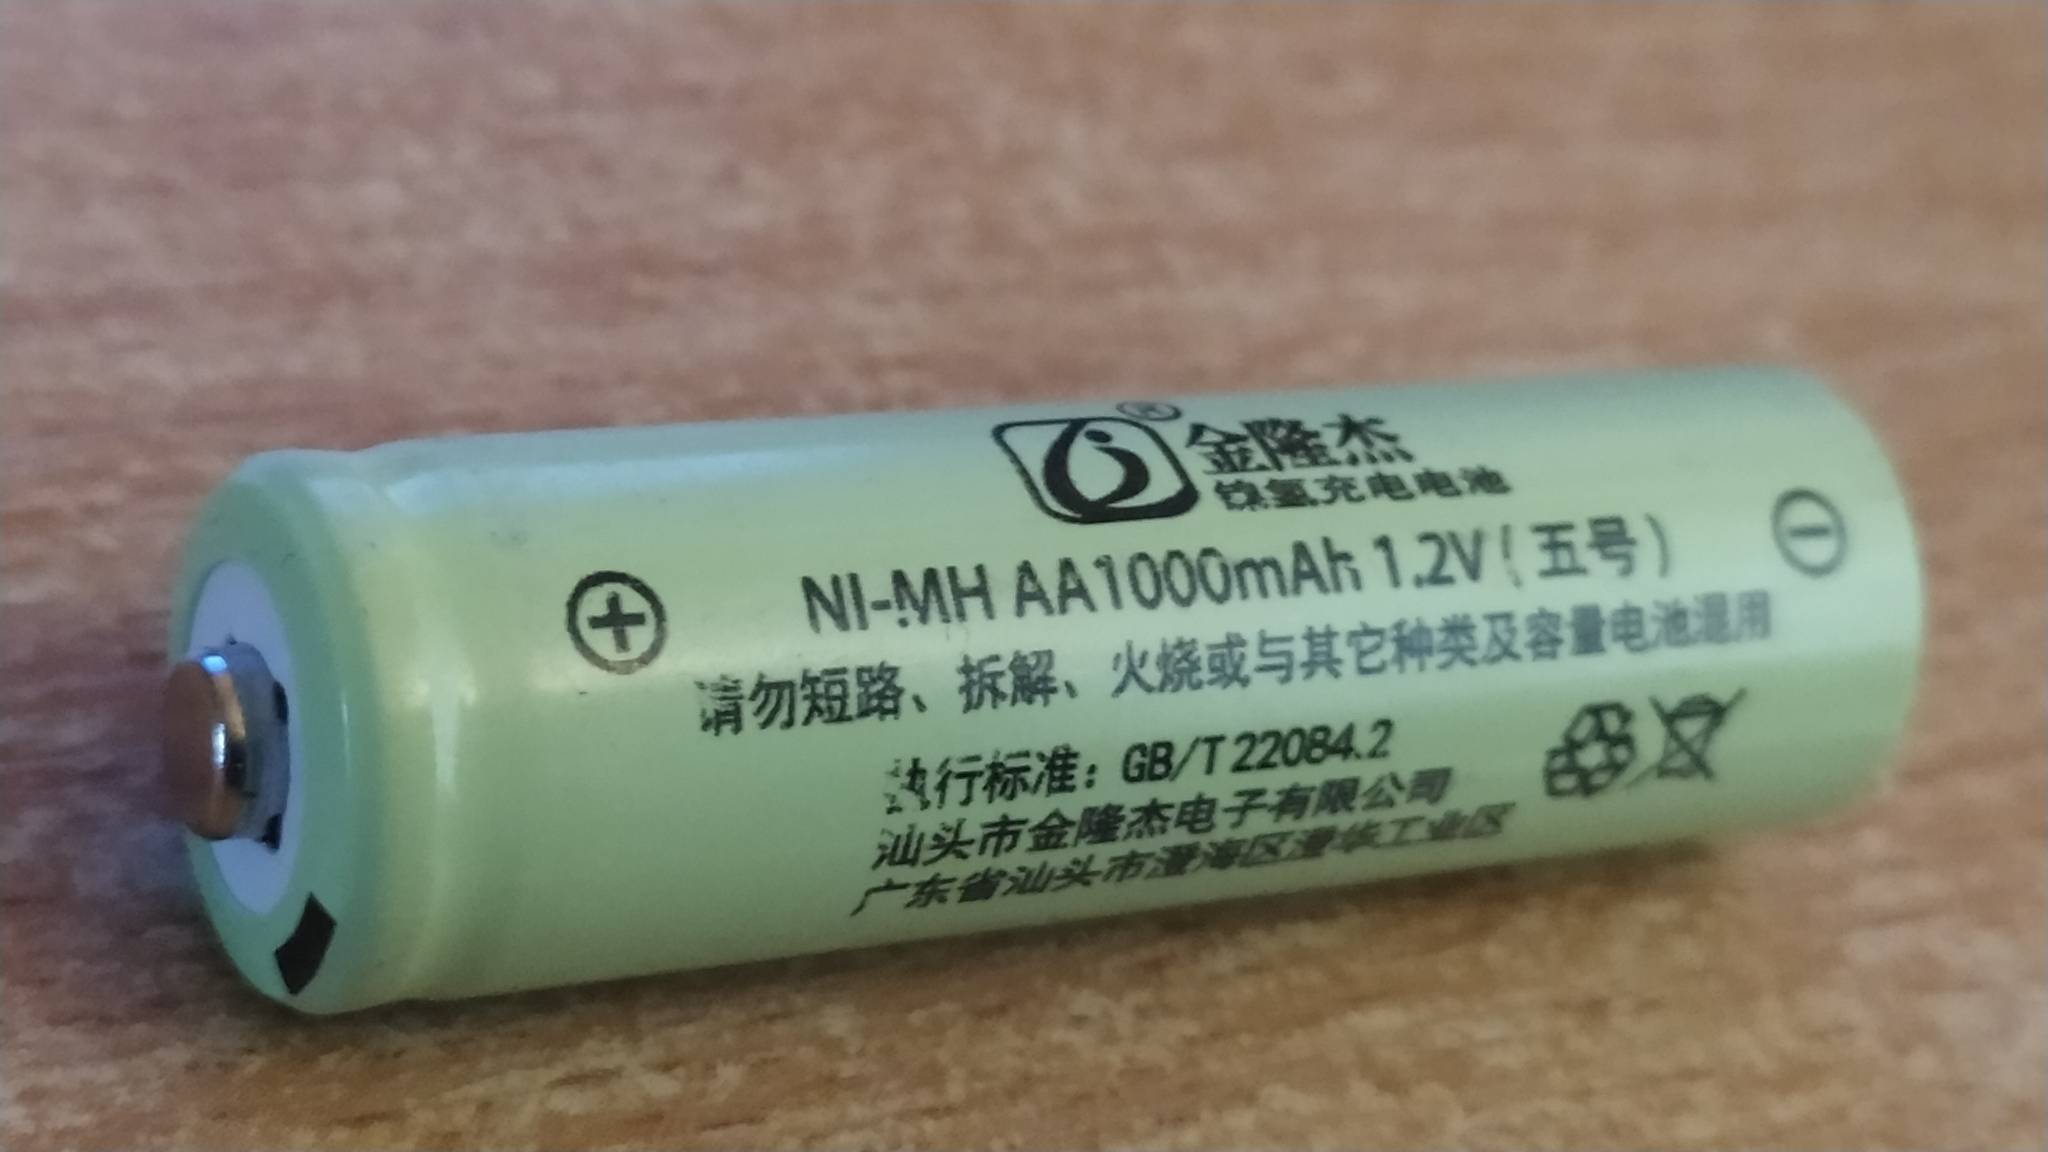 金隆杰
镍氢充电电池
NI-MH AA1000mAh 1.2V(五号)
请勿短路、拆解、火烧或与其它种类及容量电池混用
执行标准：GB/T 22084.2
汕头市金隆杰电子有限公司
广东省汕头市澄海区澄华工业区